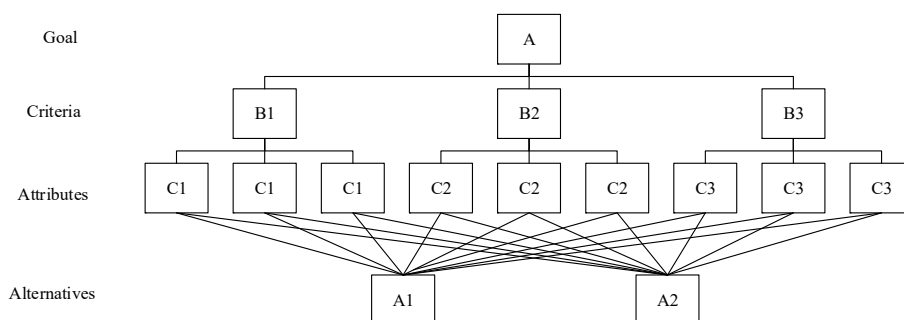 Goal
A
Criteria
B1
B2
B3
Attributes
C1
C1
C1
C2
C2
C2
C3
C3
C3
Alternatives
A1
A2